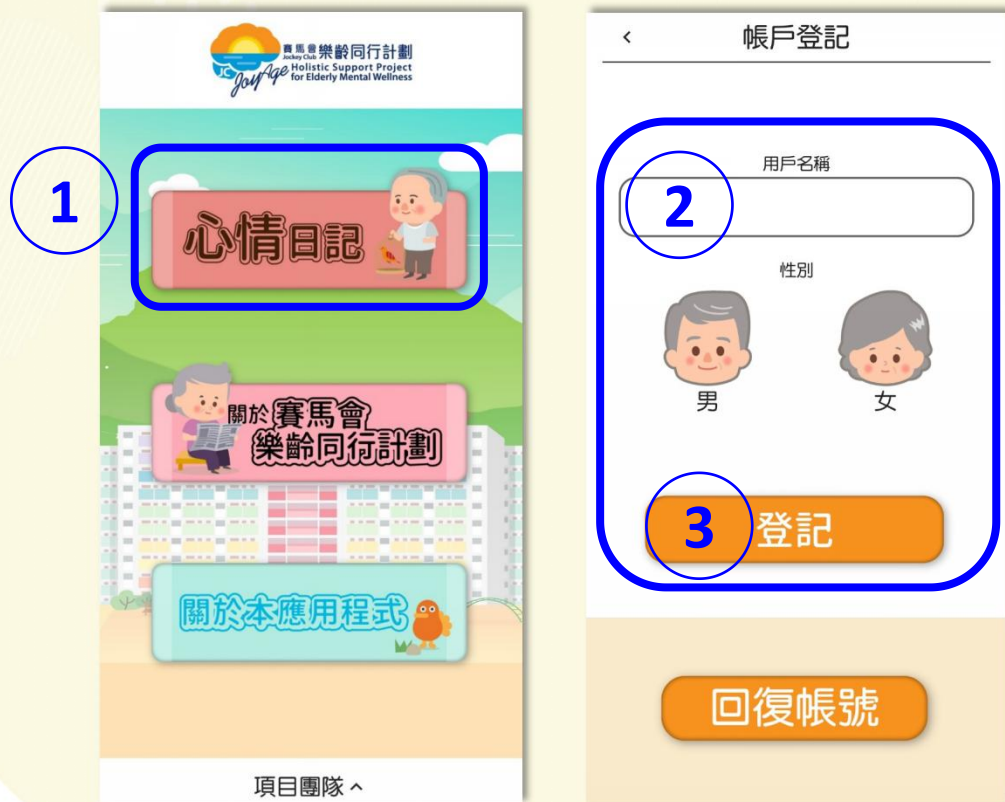 賽馬會樂齡同行計劃
Jockey Club
Holistic Support Project
for Elderly Mental Wellness
JC
JoyAge
1
心情日記
關於賽馬會
樂齡同行計劃
關於本應用程式
項目團隊 ^
< 帳戶登記
用戶名稱
2
性別
男 女
3 登記
回復帳號